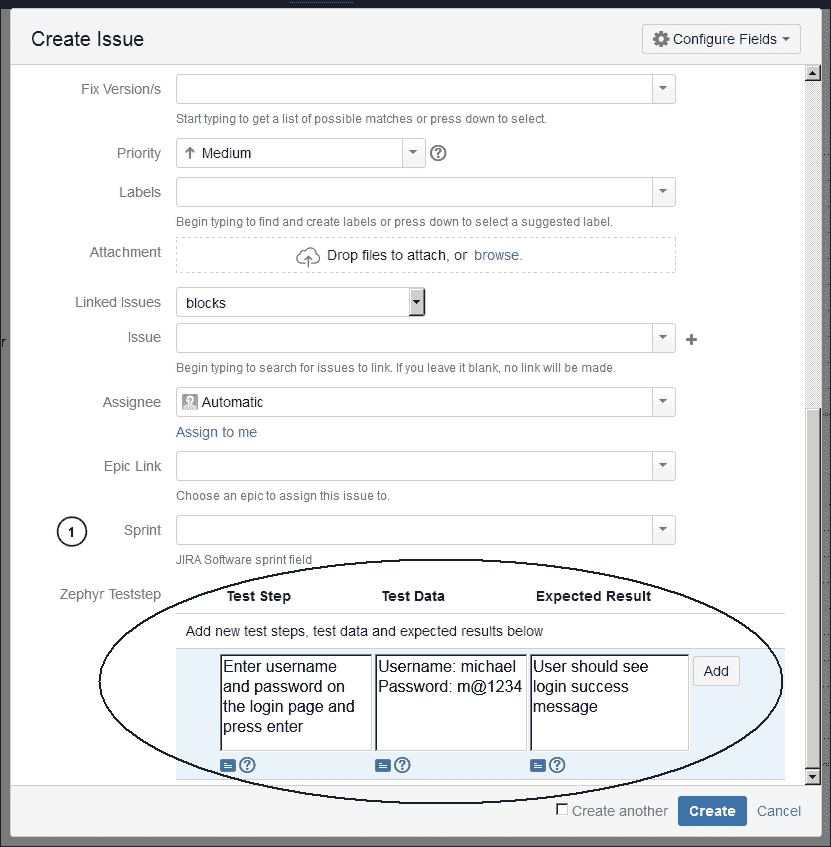 Create Issue
Configure Fields
Fix Version/s
Start typing to get a list of possible matches or press down to select.
Priority
Medium
Labels
Begin typing to find and create labels or press down to select a suggested label.
Attachment
Drop files to attach, or browse.
Linked Issues
blocks
Issue
Begin typing to search for issues to link. If you leave it blank, no link will be made.
Assignee
Automatic
Assign to me
Epic Link
Choose an epic to assign this issue to.
1
Sprint
JIRA Software sprint field
Zephyr Teststep
Test Step
Test Data
Expected Result
Add new test steps, test data and expected results below
Enter username
and password on
the login page and
press enter
Username: michael
Password: m@1234
User should see
login success
message
Add
Create another
Create
Cancel